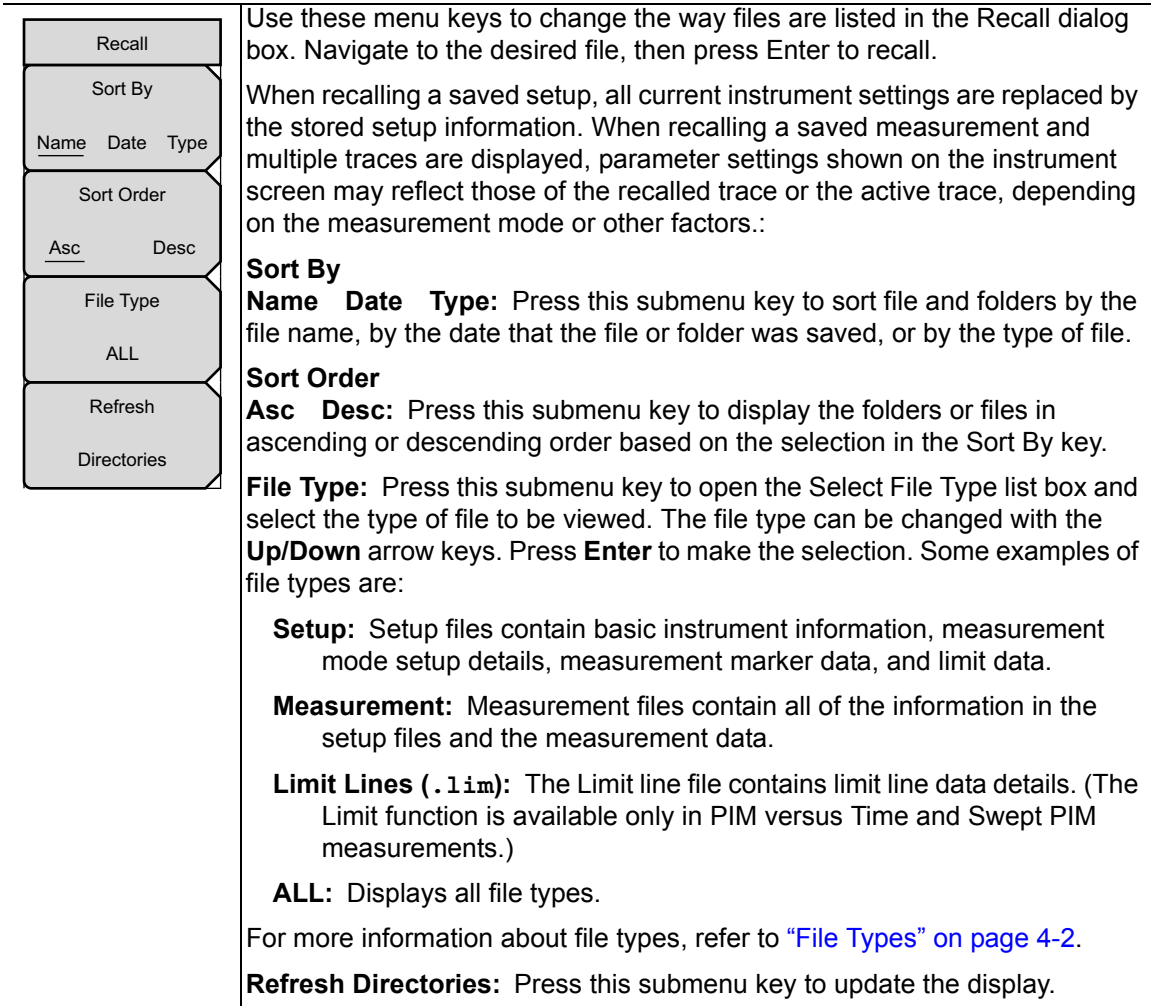 Recall
Sort By
Name Date Type
Sort Order
Asc Desc
File Type
ALL
Refresh
Directories
Use these menu keys to change the way files are listed in the Recall dialog
box. Navigate to the desired file, then press Enter to recall.
When recalling a saved setup, all current instrument settings are replaced by
the stored setup information. When recalling a saved measurement and
multiple traces are displayed, parameter settings shown on the instrument
screen may reflect those of the recalled trace or the active trace, depending
on the measurement mode or other factors.:
Sort By
Name Date Type: Press this submenu key to sort file and folders by the
file name, by the date that the file or folder was saved, or by the type of file.
Sort Order
Asc Desc: Press this submenu key to display the folders or files in
ascending or descending order based on the selection in the Sort By key.
File Type: Press this submenu key to open the Select File Type list box and
select the type of file to be viewed. The file type can be changed with the
Up/Down arrow keys. Press Enter to make the selection. Some examples of
file types are:
Setup: Setup files contain basic instrument information, measurement
mode setup details, measurement marker data, and limit data.
Measurement: Measurement files contain all of the information in the
setup files and the measurement data.
Limit Lines (.lim): The Limit line file contains limit line data details. (The
Limit function is available only in PIM versus Time and Swept PIM
measurements.)
ALL: Displays all file types.
For more information about file types, refer to “File Types” on page 4-2.
Refresh Directories: Press this submenu key to update the display.